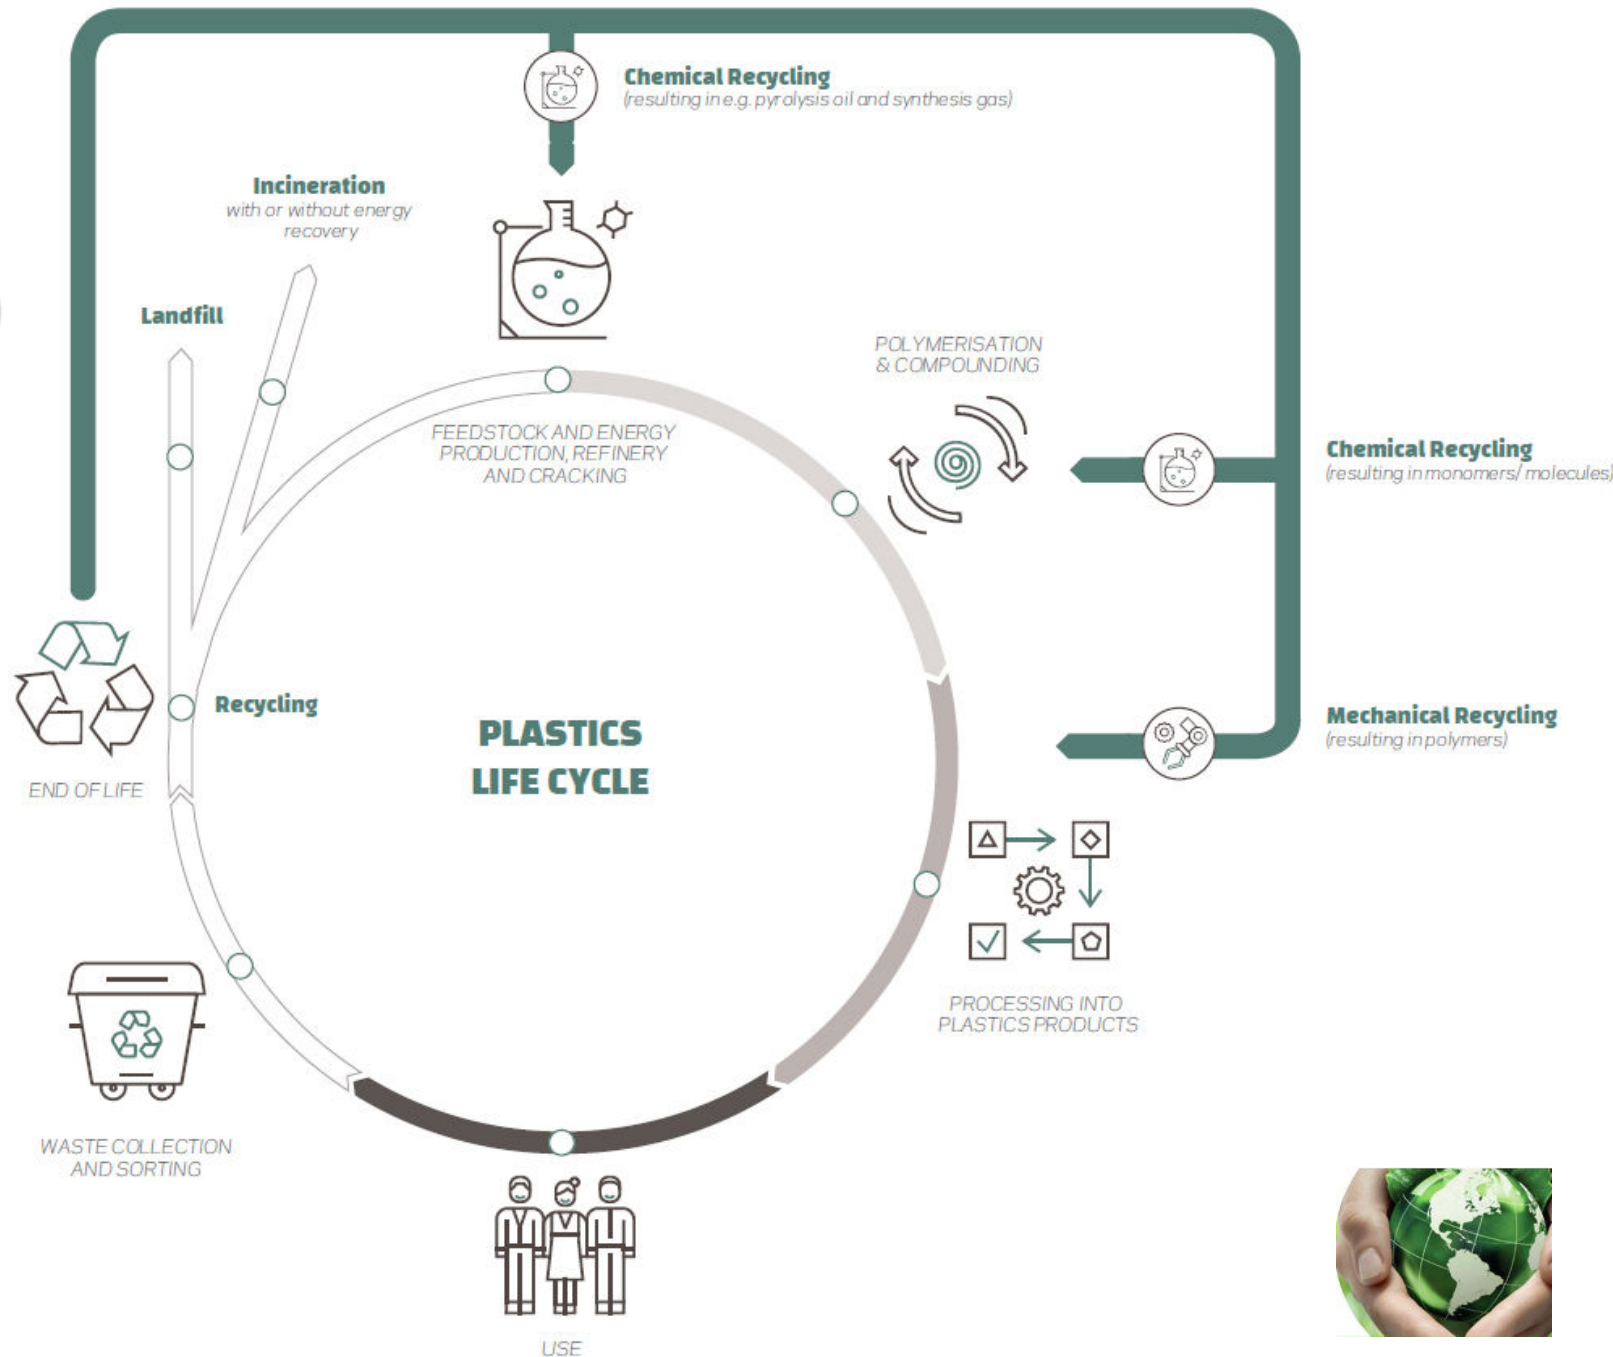 Chemical Recycling
(resulting in e.g. pyrolysis oil and synthesis gas)
Incineration
with or without energy
recovery
Landfill
POLYMERISATION
& COMPOUNDING
FEEDSTOCK AND ENERGY
PRODUCTION, REFINERY
AND CRACKING
Chemical Recycling
(resulting in monomers/ molecules)
Recycling
END OF LIFE
PLASTICS
LIFE CYCLE
Mechanical Recycling
(resulting in polymers)
PROCESSING INTO
PLASTICS PRODUCTS
WASTE COLLECTION
AND SORTING
USE